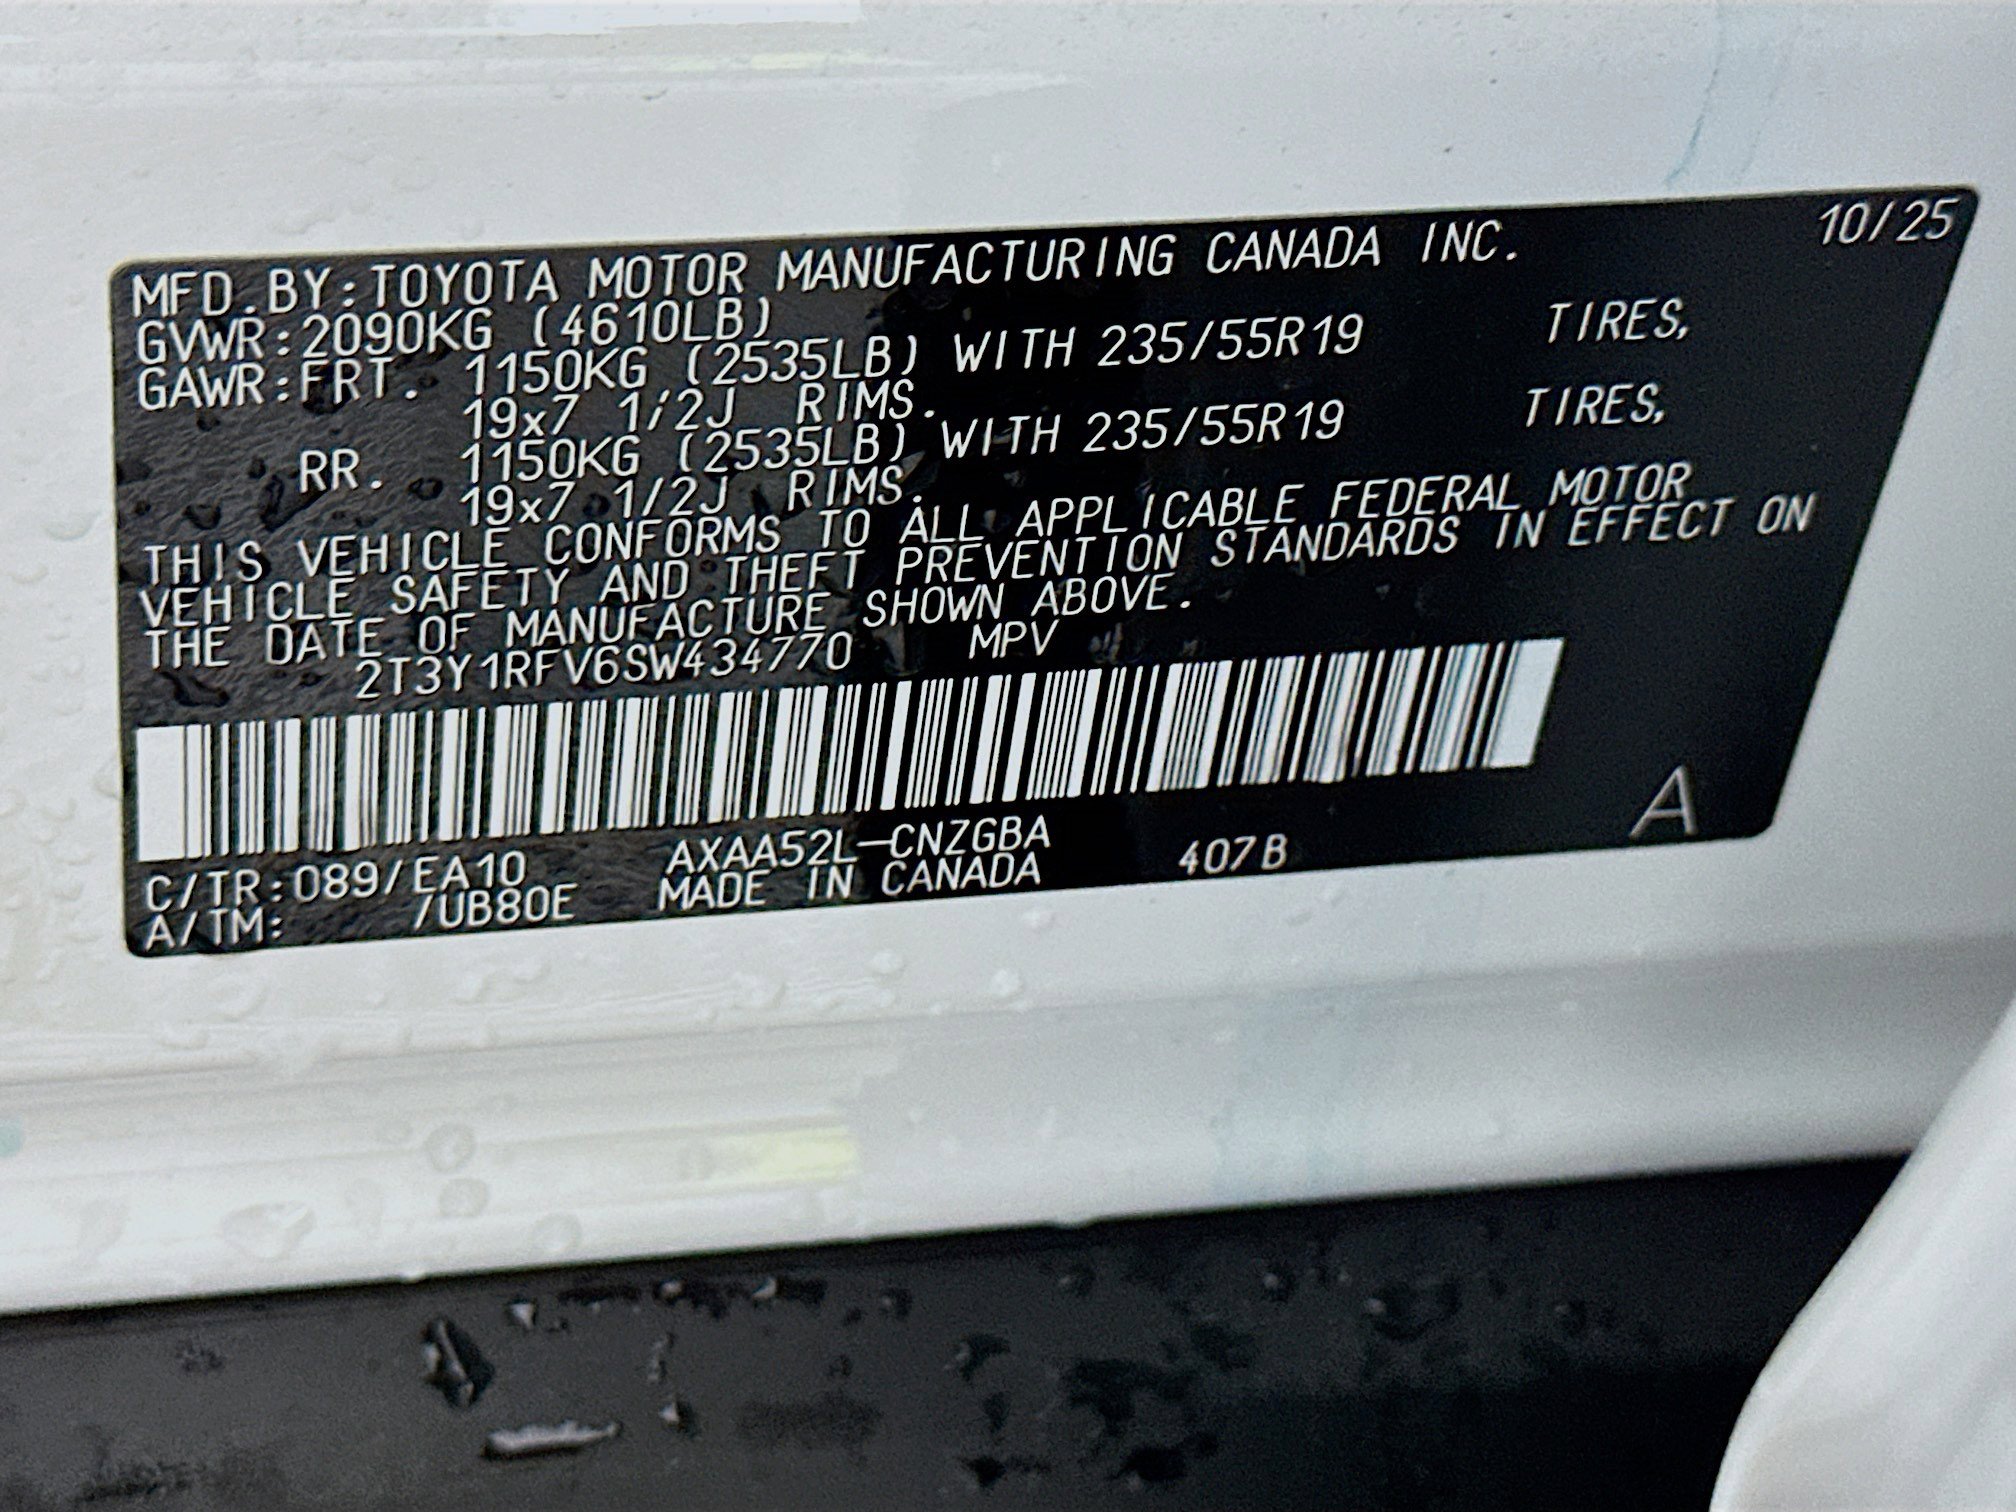 MFD.BY:TOYOTA MOTOR MANUFACTURING CANADA INC. 10/25
GVWR:2090KG (4610LB)
GAWR:FRT. 1150KG (2535LB) WITH 235/55R19 TIRES,
19x7 1/2J RIMS.
RR. 1150KG (2535LB) WITH 235/55R19 TIRES,
19x7 1/2J RIMS.
THIS VEHICLE CONFORMS TO ALL APPLICABLE FEDERAL MOTOR
VEHICLE SAFETY AND THEFT PREVENTION STANDARDS IN EFFECT ON
THE DATE OF MANUFACTURE SHOWN ABOVE.
2T3Y1RFV6SW434770 MPV
A
C/TR:089/EA10 AXAA52L-CNZGBA 407B
A/TM: /UB80E MADE IN CANADA